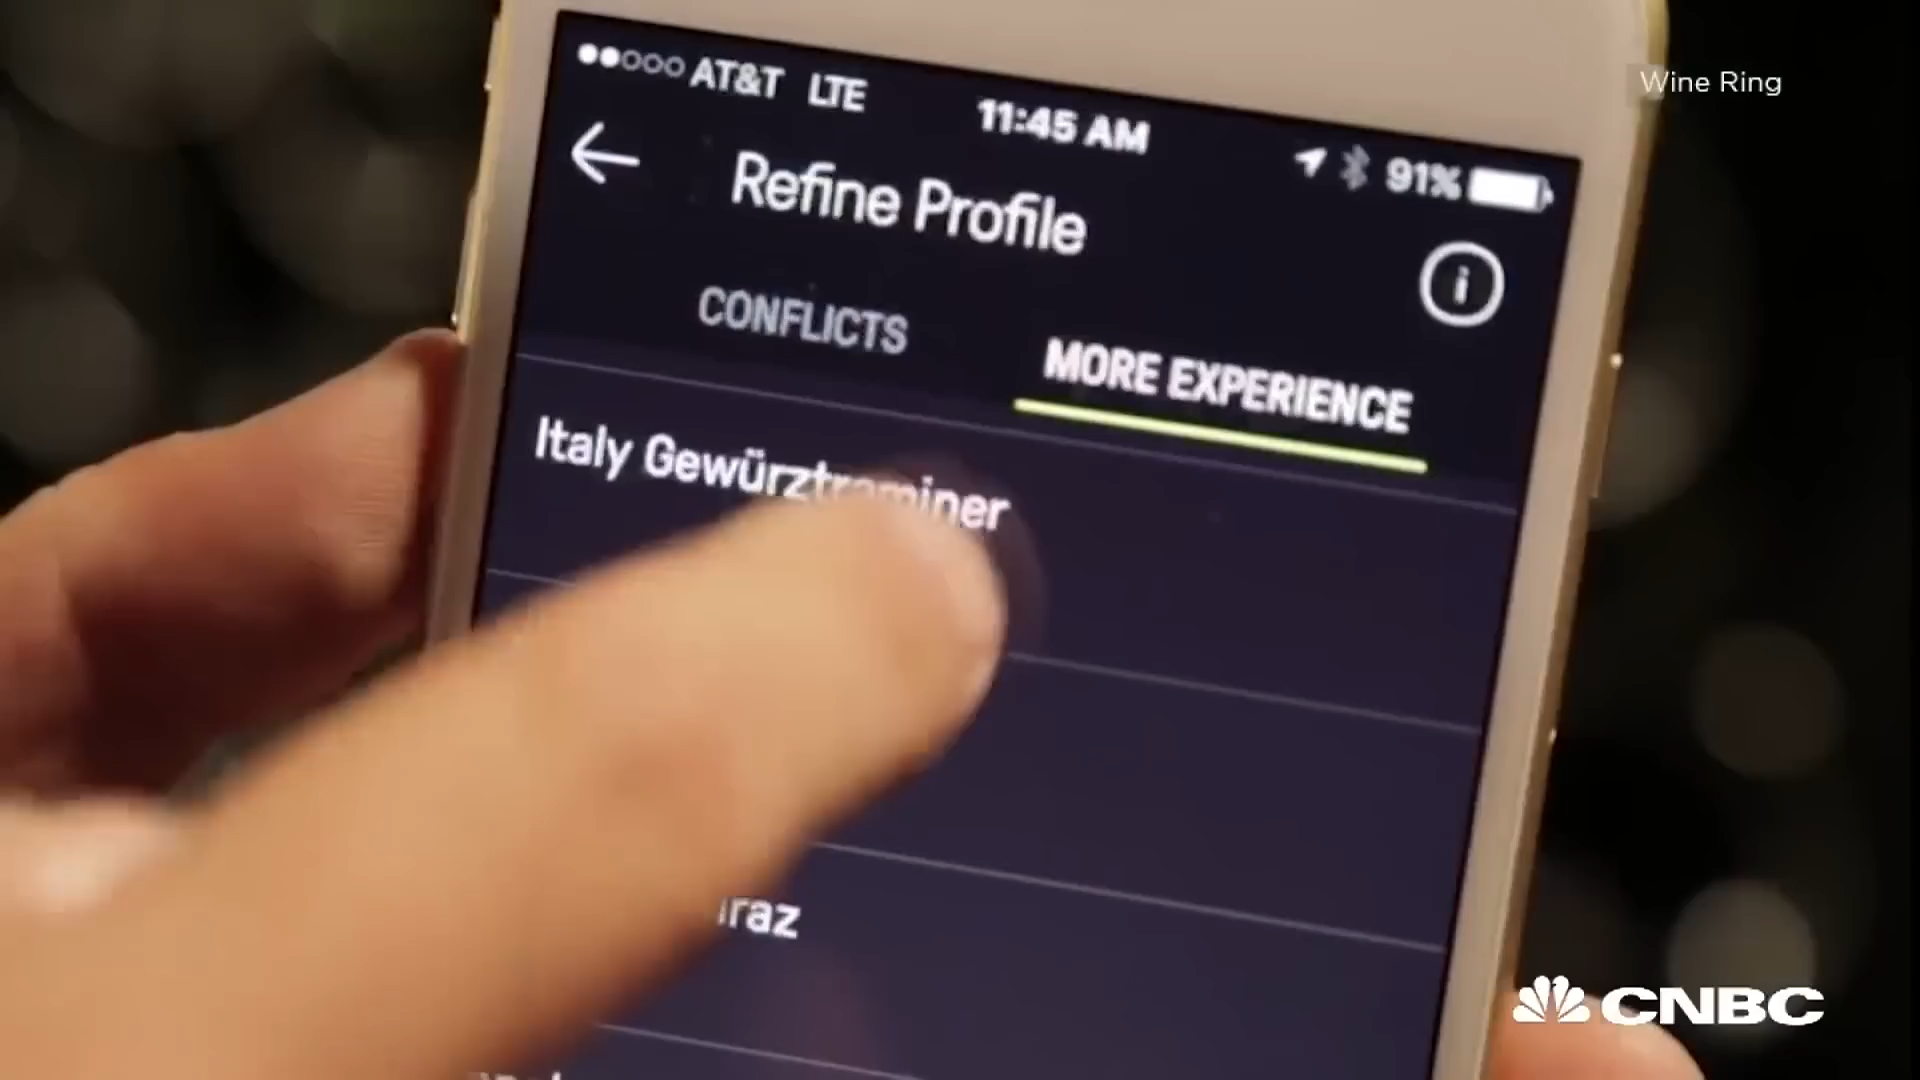 ●●○○○ AT&T LTE 11:45 AM 91%
Wine Ring
Refine Profile
i
CONFLICTS MORE EXPERIENCE
Italy Gewürztraminer
CNBC